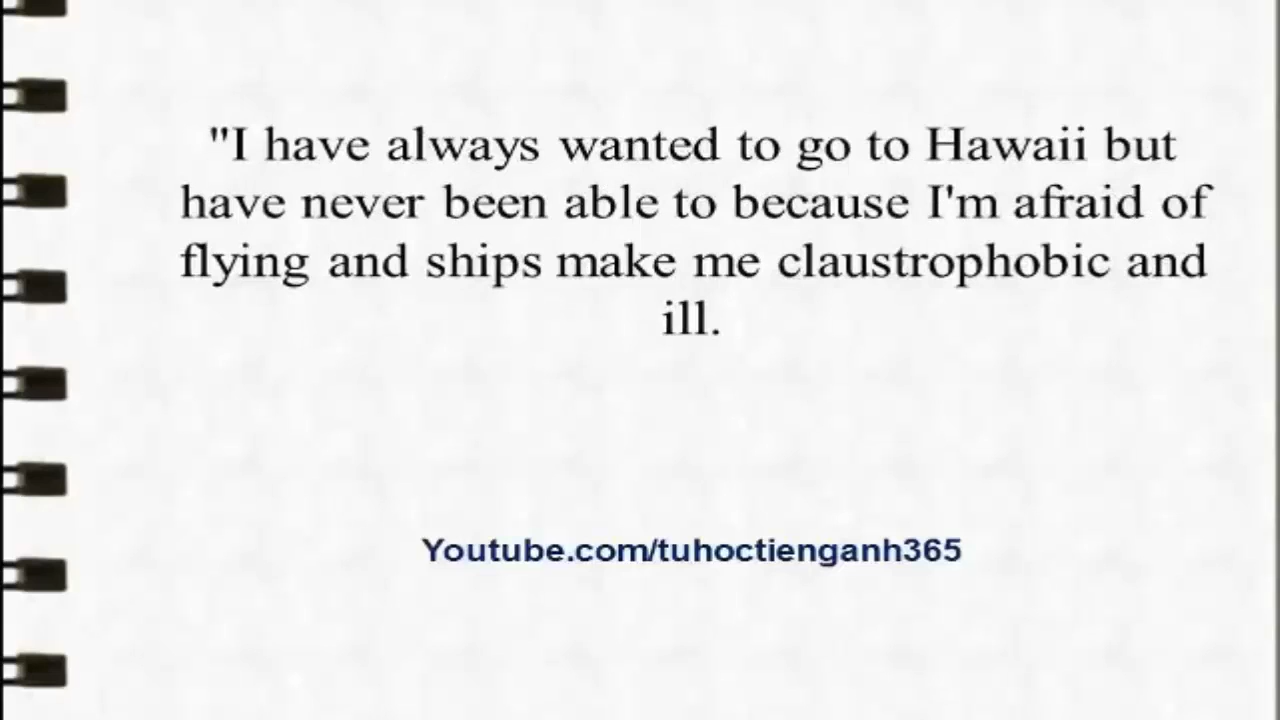 "I have always wanted to go to Hawaii but
have never been able to because I'm afraid of
flying and ships make me claustrophobic and
ill.
Youtube.com/tuhoctienganh365